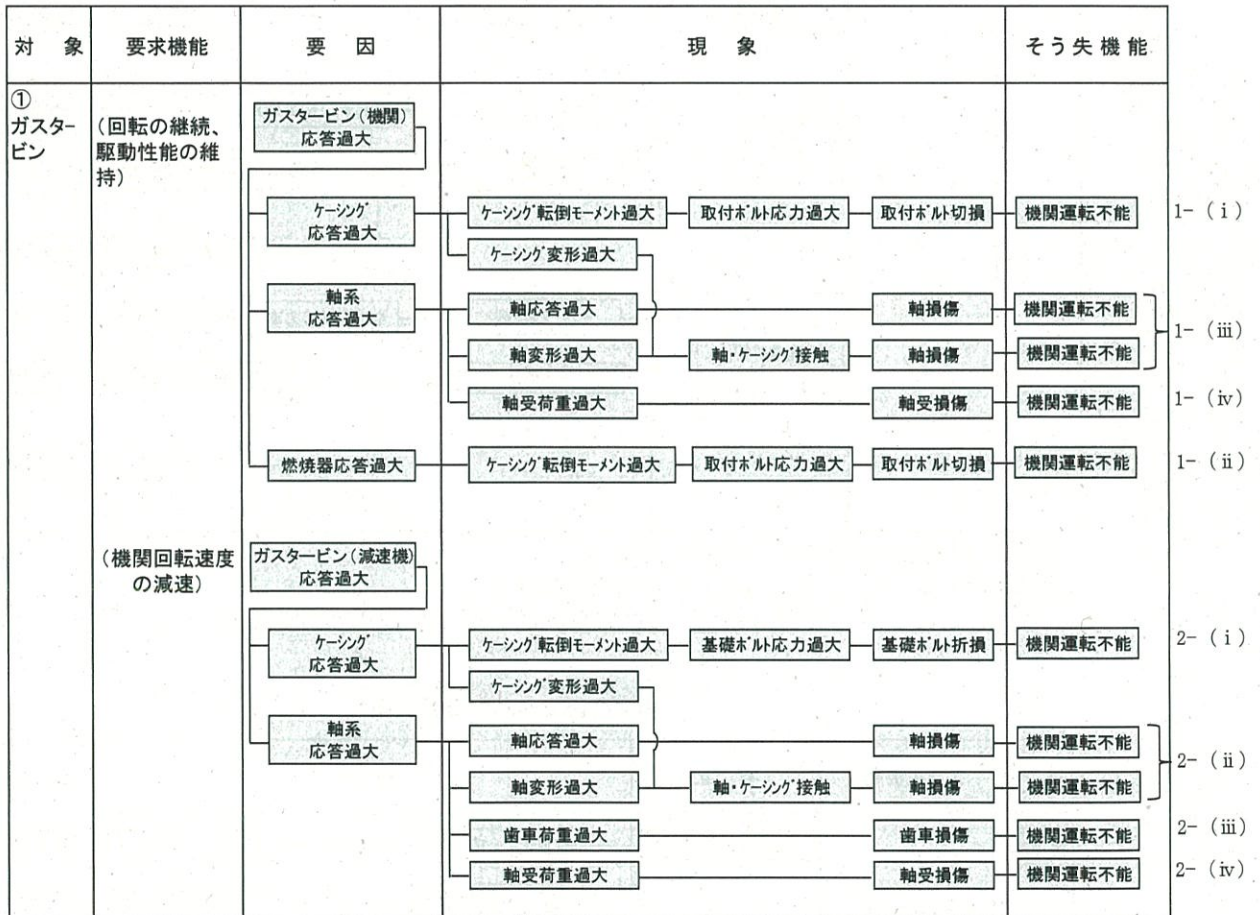 対　象
要求機能
要　因
現　象
そう失機能
①
ガスター
ビン
(回転の継続、
駆動性能の維
持)
ガスタービン(機関)
応答過大
ケーシング
応答過大
ケーシング転倒モーメント過大
取付ボルト応力過大
取付ボルト切損
機関運転不能
1-（ⅰ）
ケーシング変形過大
軸系
応答過大
軸応答過大
軸損傷
機関運転不能
1-（ⅲ）
軸変形過大
軸・ケーシング接触
軸損傷
機関運転不能
軸受荷重過大
軸受損傷
機関運転不能
1-（ⅳ）
燃焼器応答過大
ケーシング転倒モーメント過大
取付ボルト応力過大
取付ボルト切損
機関運転不能
1-（ⅱ）
(機関回転速度
の減速)
ガスタービン(減速機)
応答過大
ケーシング
応答過大
ケーシング転倒モーメント過大
基礎ボルト応力過大
基礎ボルト折損
機関運転不能
2-（ⅰ）
ケーシング変形過大
軸系
応答過大
軸応答過大
軸損傷
機関運転不能
2-（ⅱ）
軸変形過大
軸・ケーシング接触
軸損傷
機関運転不能
歯車荷重過大
歯車損傷
機関運転不能
2-（ⅲ）
軸受荷重過大
軸受損傷
機関運転不能
2-（ⅳ）